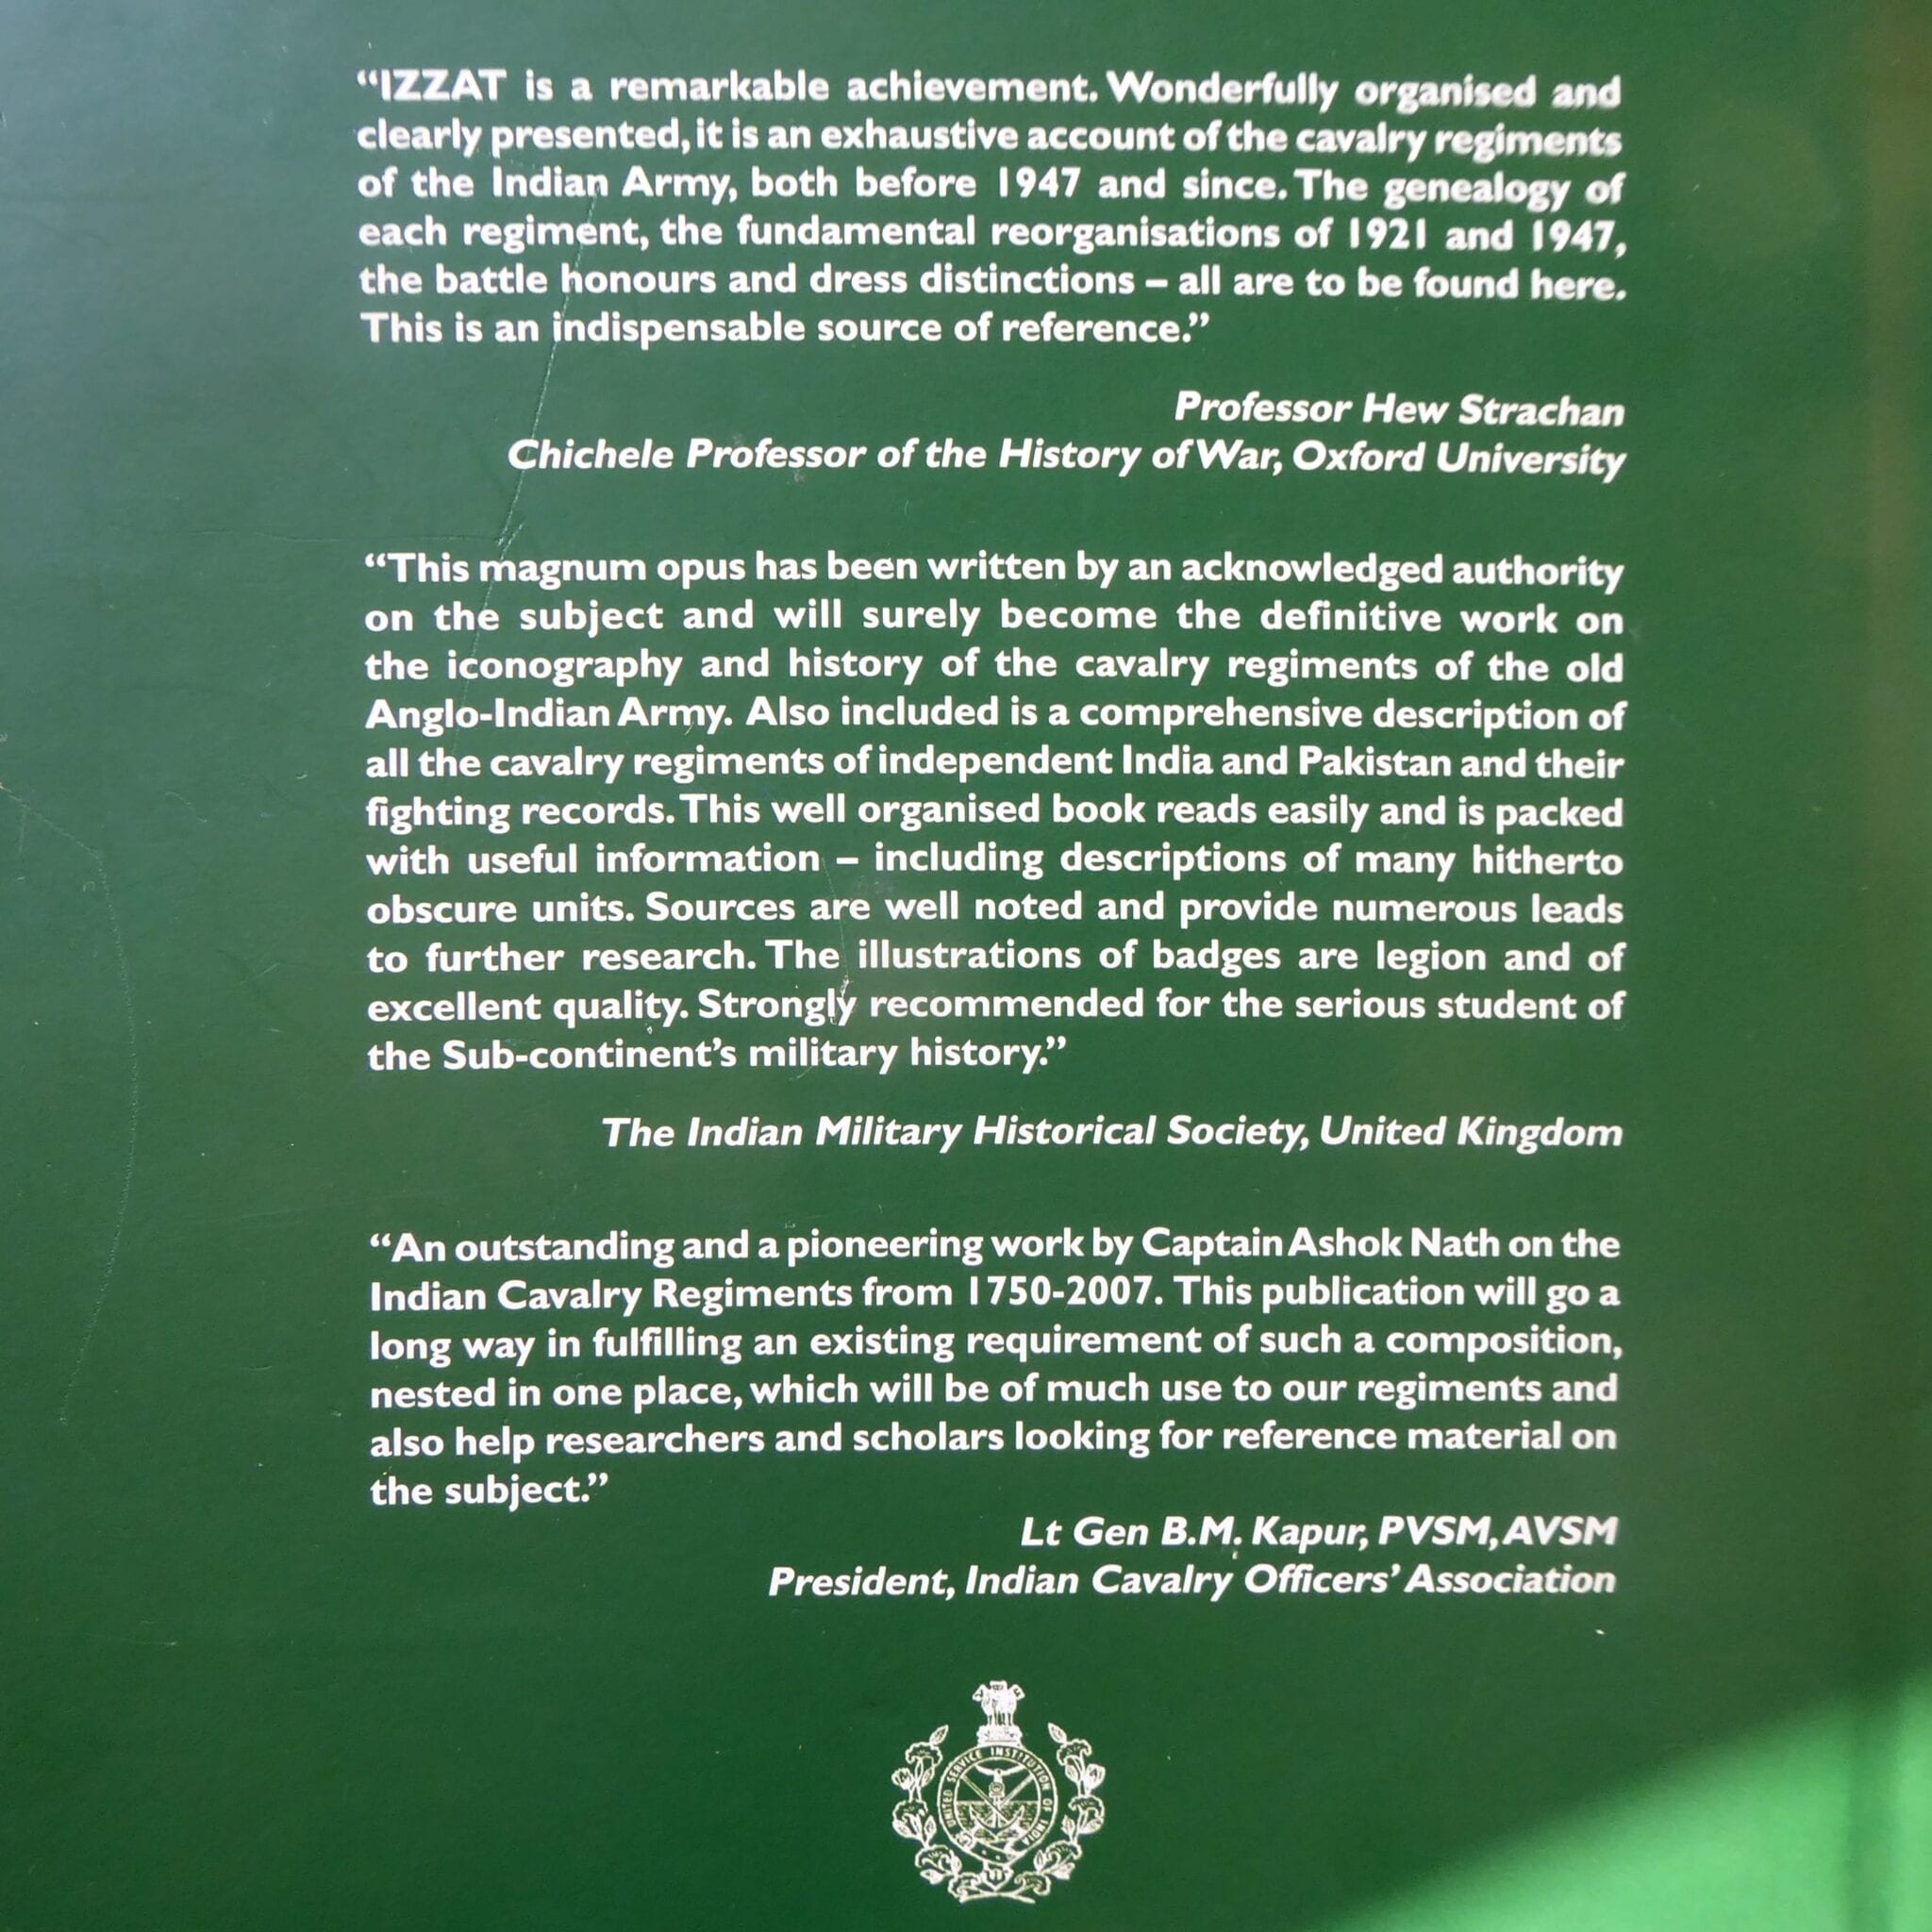 “IZZAT is a remarkable achievement. Wonderfully organised and
clearly presented, it is an exhaustive account of the cavalry regiments
of the Indian Army, both before 1947 and since. The genealogy of
each regiment, the fundamental reorganisations of 1921 and 1947,
the battle honours and dress distinctions – all are to be found here.
This is an indispensable source of reference.”
Professor Hew Strachan
Chichele Professor of the History of War, Oxford University
“This magnum opus has been written by an acknowledged authority
on the subject and will surely become the definitive work on
the iconography and history of the cavalry regiments of the old
Anglo-Indian Army. Also included is a comprehensive description of
all the cavalry regiments of independent India and Pakistan and their
fighting records. This well organised book reads easily and is packed
with useful information – including descriptions of many hitherto
obscure units. Sources are well noted and provide numerous leads
to further research. The illustrations of badges are legion and of
excellent quality. Strongly recommended for the serious student of
the Sub-continent’s military history.”
The Indian Military Historical Society, United Kingdom
“An outstanding and a pioneering work by Captain Ashok Nath on the
Indian Cavalry Regiments from 1750-2007. This publication will go a
long way in fulfilling an existing requirement of such a composition,
nested in one place, which will be of much use to our regiments and
also help researchers and scholars looking for reference material on
the subject.”
Lt Gen B.M. Kapur, PVSM, AVSM
President, Indian Cavalry Officers’ Association
UNITED SERVICE INSTITUTION OF INDIA